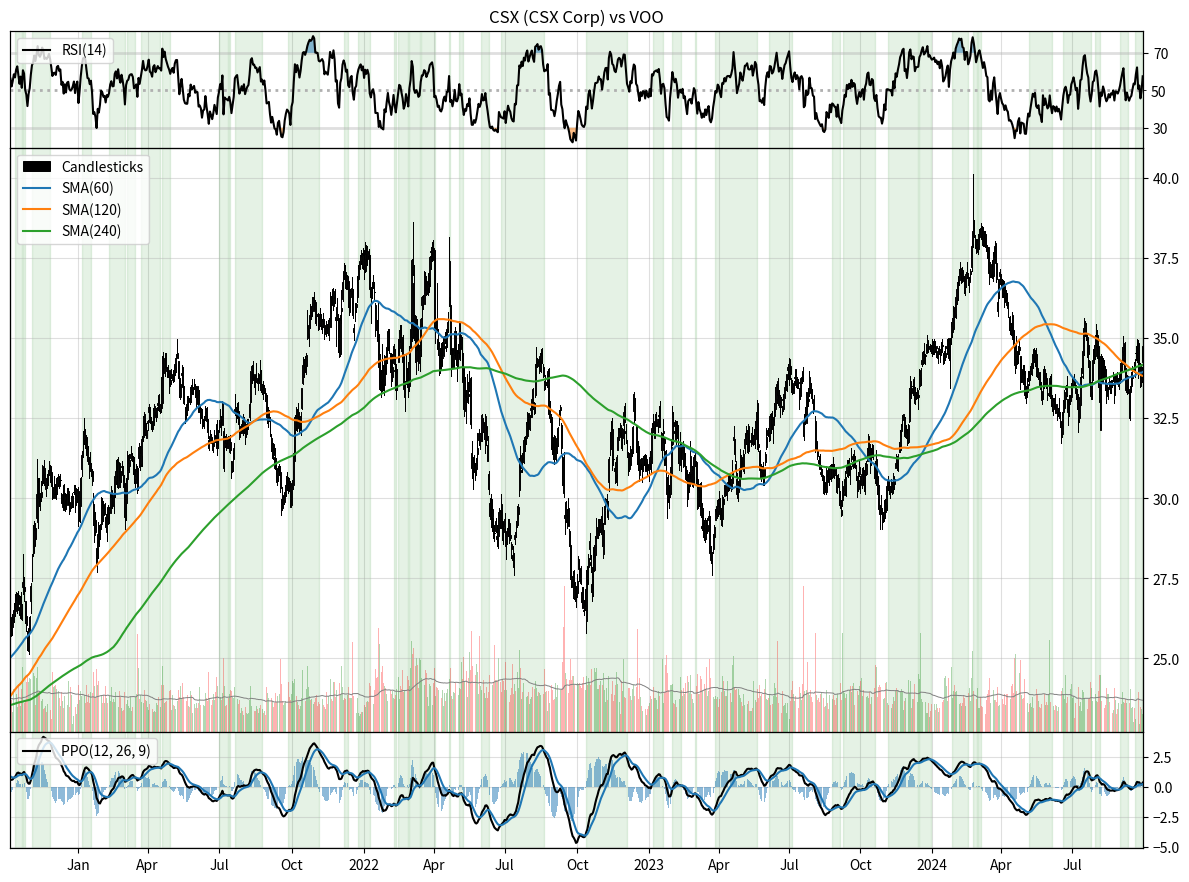 CSX (CSX Corp) vs VOO
RSI(14)
70
50
30
Candlesticks
SMA(60)
SMA(120)
SMA(240)
40.0
37.5
35.0
32.5
30.0
27.5
25.0
PPO(12, 26, 9)
2.5
0.0
−2.5
−5.0
Jan Apr Jul Oct 2022 Apr Jul Oct 2023 Apr Jul Oct 2024 Apr Jul